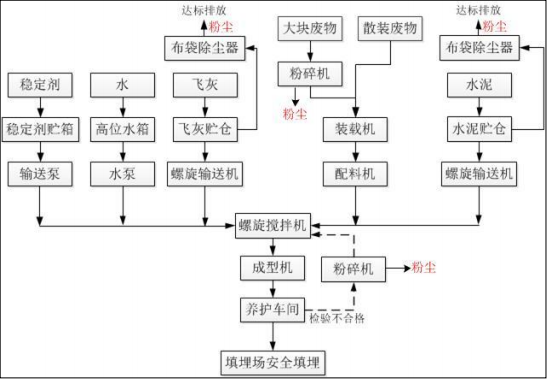 达标排放
粉尘
布袋除尘器
大块废物
散装废物
达标排放
粉尘
布袋除尘器
稳定剂
水
飞灰
粉碎机
粉尘
水泥
稳定剂贮箱
高位水箱
飞灰贮仓
装载机
水泥贮仓
输送泵
水泵
螺旋输送机
配料机
螺旋输送机
螺旋搅拌机
成型机
粉碎机
粉尘
养护车间
检验不合格
填埋场安全填埋